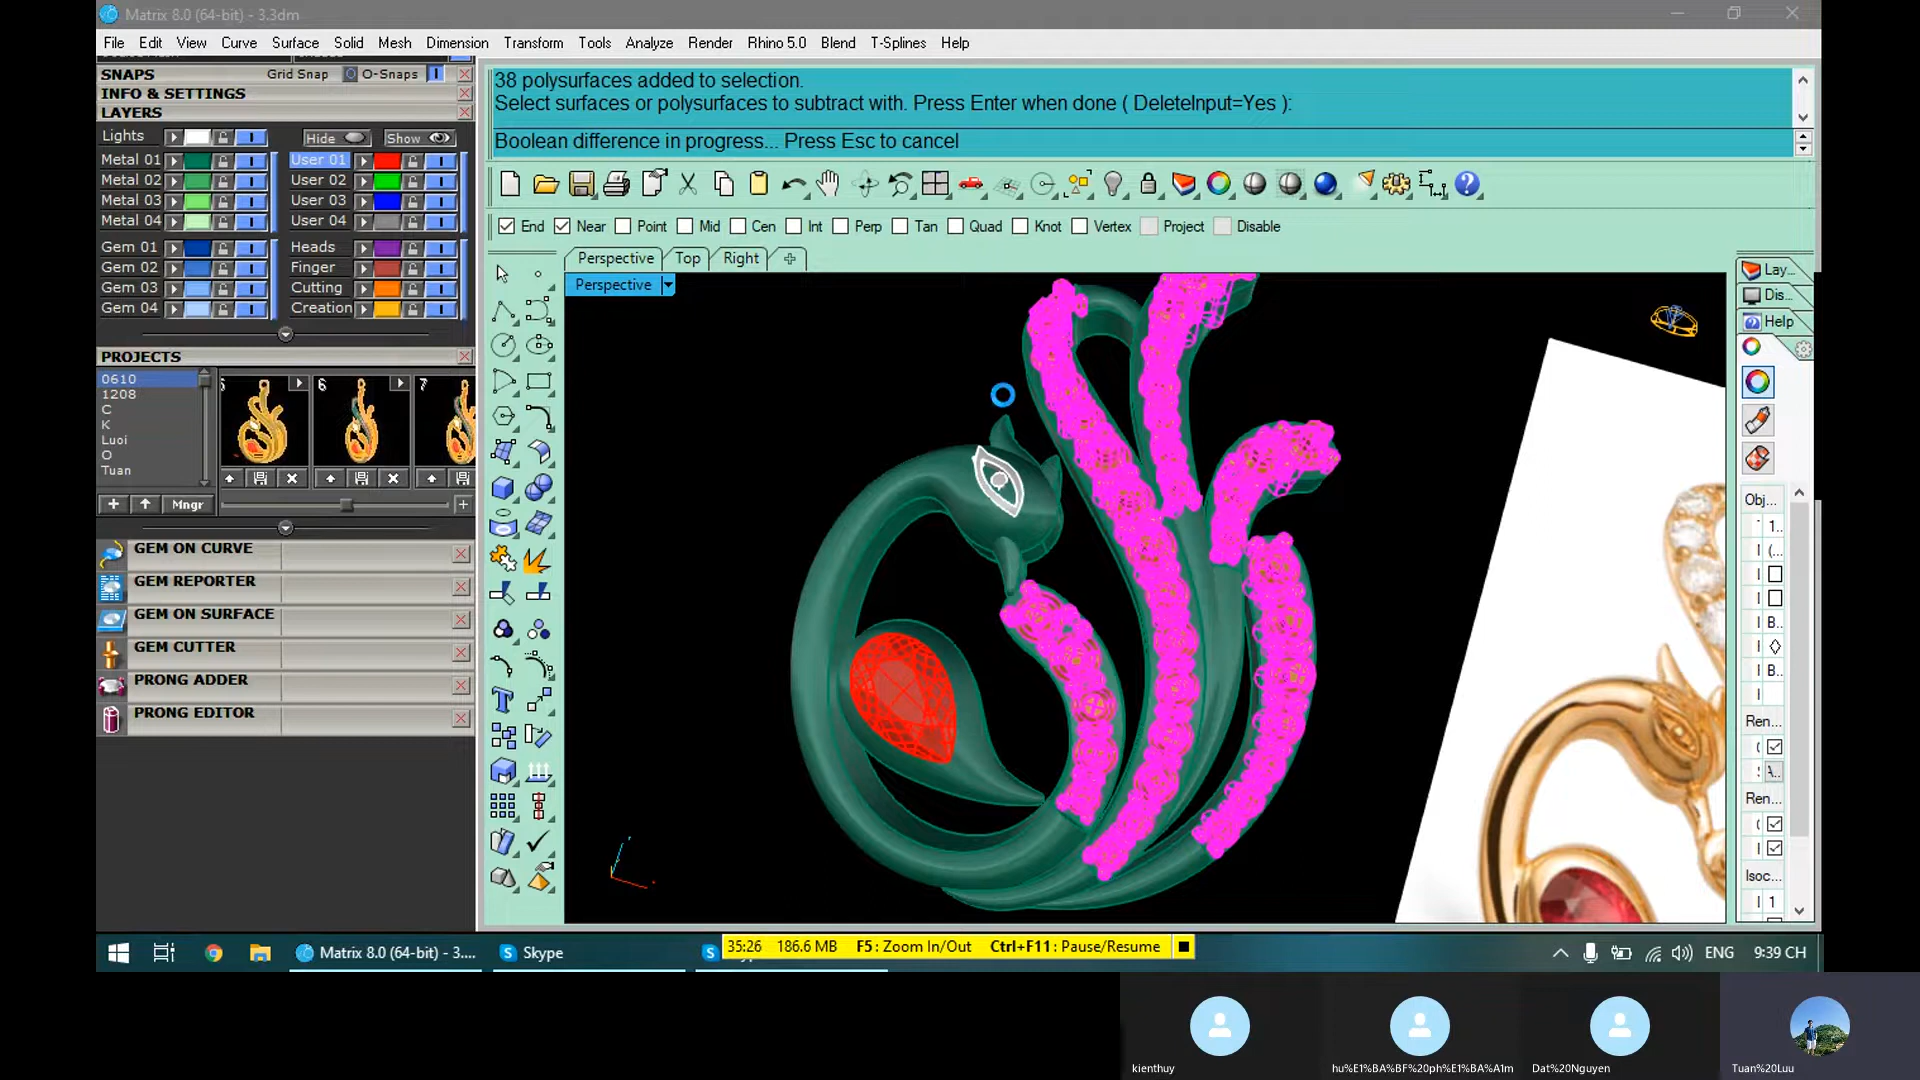 Matrix 8.0 (64-bit) - 3.3dm
File Edit View Curve Surface Solid Mesh Dimension Transform Tools Analyze Render Rhino 5.0 Blend T-Splines Help
SNAPS Grid Snap O-Snaps
INFO & SETTINGS
LAYERS
Lights Hide Show
Metal 01 User 01
Metal 02 User 02
Metal 03 User 03
Metal 04 User 04
Gem 01 Heads
Gem 02 Finger
Gem 03 Cutting
Gem 04 Creation
PROJECTS
0610
1208
C
K
Luoi
O
Tuan
6 7
Mngr
GEM ON CURVE
GEM REPORTER
GEM ON SURFACE
GEM CUTTER
PRONG ADDER
PRONG EDITOR
38 polysurfaces added to selection.
Select surfaces or polysurfaces to subtract with. Press Enter when done ( DeleteInput=Yes ):
Boolean difference in progress... Press Esc to cancel
End Near Point Mid Cen Int Perp Tan Quad Knot Vertex Project Disable
Perspective Top Right
Perspective
Lay...
Dis...
Help
Obj...
1..
(...
B..
B..
Ren...
Ren...
Isoc...
1
Matrix 8.0 (64-bit) - 3.... Skype
35:26 186.6 MB F5 : Zoom In/Out Ctrl+F11 : Pause/Resume
ENG 9:39 CH
kienthuy hu%E1%BA%BF%20ph%E1%BA%A1m Dat%20Nguyen Tuan%20Luu